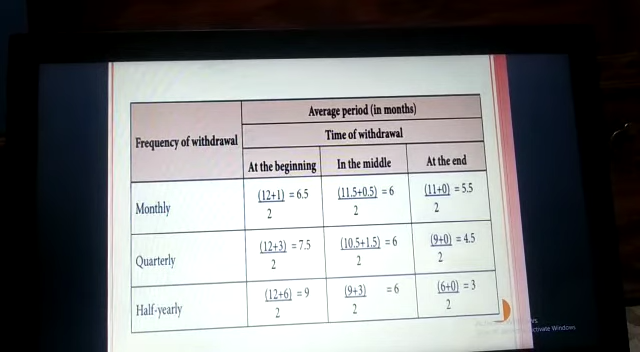 Average period (in months)
Frequency of withdrawal
Time of withdrawal
At the beginning In the middle At the end
Monthly (12+1) = 6.5 (11.5+0.5) = 6 (11+0) = 5.5
2 2 2
Quarterly (12+3) = 7.5 (10.5+1.5) = 6 (9+0) = 4.5
2 2 2
Half-yearly (12+6) = 9 (9+3) = 6 (6+0) = 3
2 2 2
Activate Windows